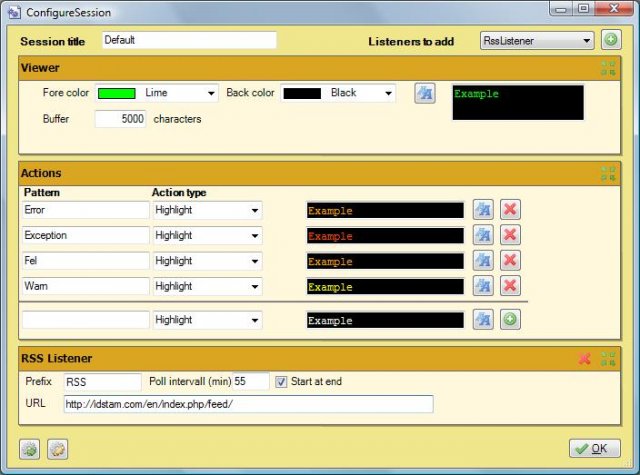 ConfigureSession
Session title Default Listeners to add RssListener
Viewer
Fore color Lime Back color Black Example
Buffer 5000 characters
Actions
Pattern Action type
Error Highlight Example
Exception Highlight Example
Fel Highlight Example
Warn Highlight Example
Highlight Example
RSS Listener
Prefix RSS Poll intervall (min) 55 Start at end
URL http://idstam.com/en/index.php/feed/
OK